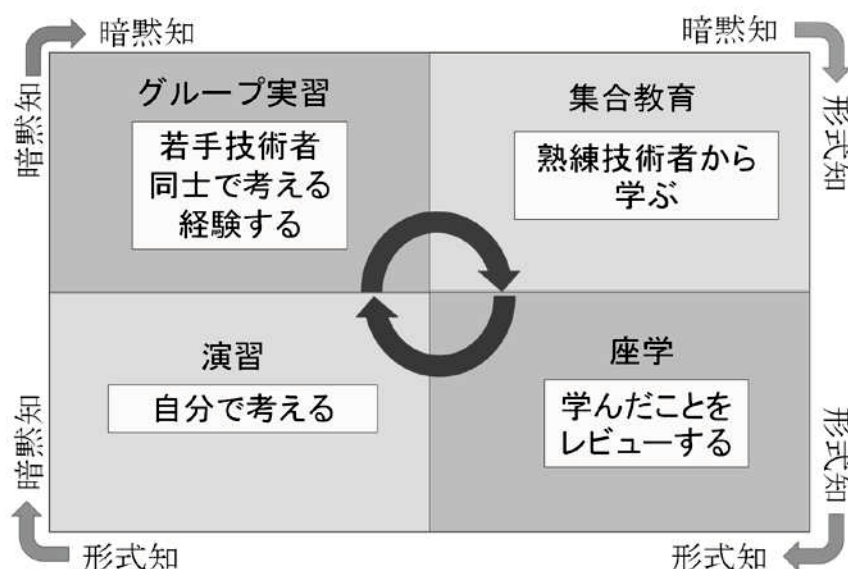 暗黙知
暗黙知
グループ実習
若手技術者
同士で考える
経験する
暗黙知
形式知
集合教育
熟練技術者から
学ぶ
演習
自分で考える
暗黙知
形式知
座学
学んだことを
レビューする
形式知
形式知